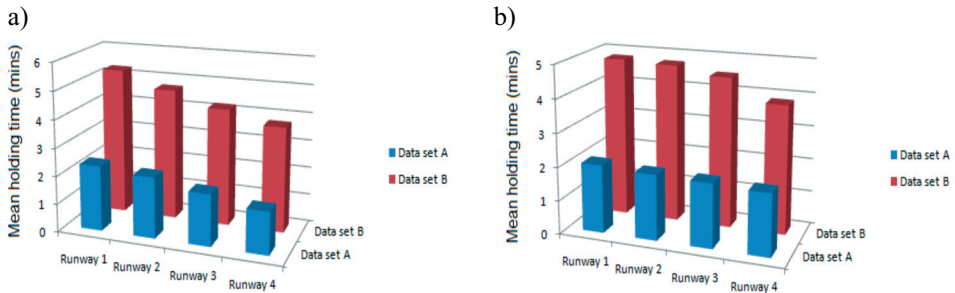 a)
Mean holding time (mins)
6
5
4
3
2
1
0
Runway 1
Runway 2
Runway 3
Runway 4
Data set B
Data set A
Data set A
Data set B
b)
Mean holding time (mins)
5
4
3
2
1
0
Runway 1
Runway 2
Runway 3
Runway 4
Data set B
Data set A
Data set A
Data set B